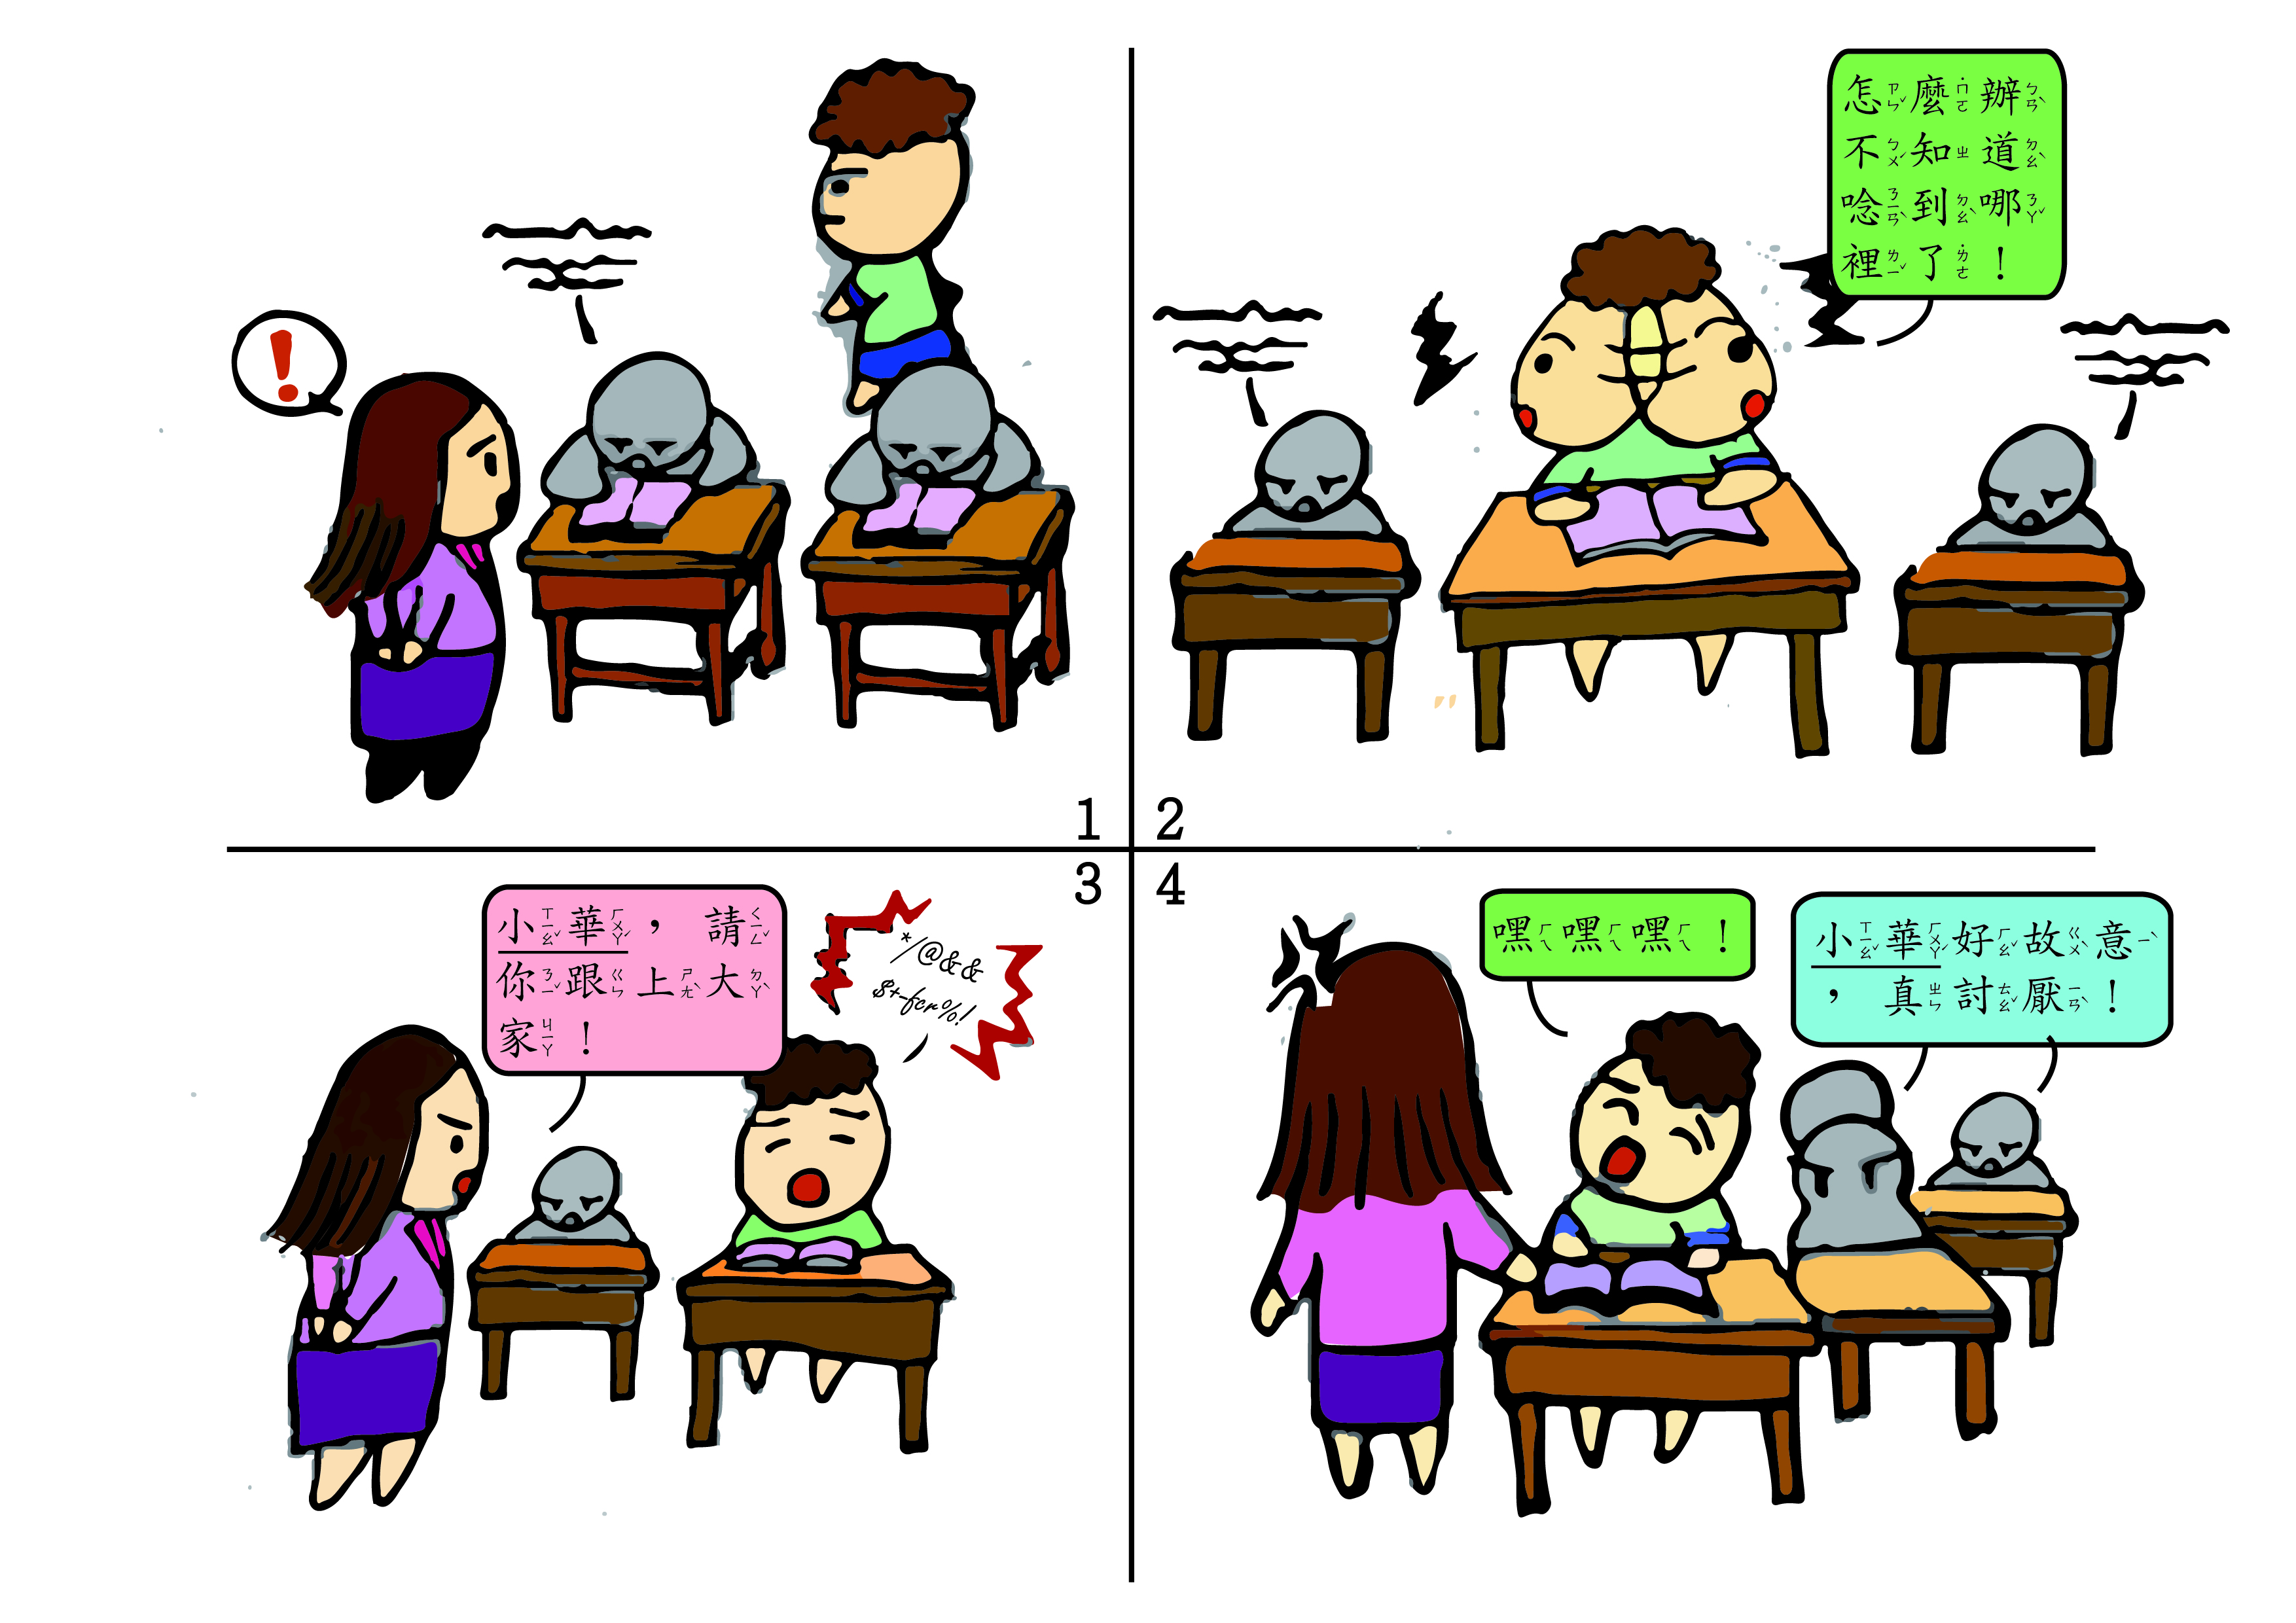 !
1
怎麼辦
不知道
唸到哪
裡了！
2
3
小華，請
你跟上大
家！
*/@&&
$+-fcr%!
4
嘿嘿嘿！
小華好故意
，真討厭！